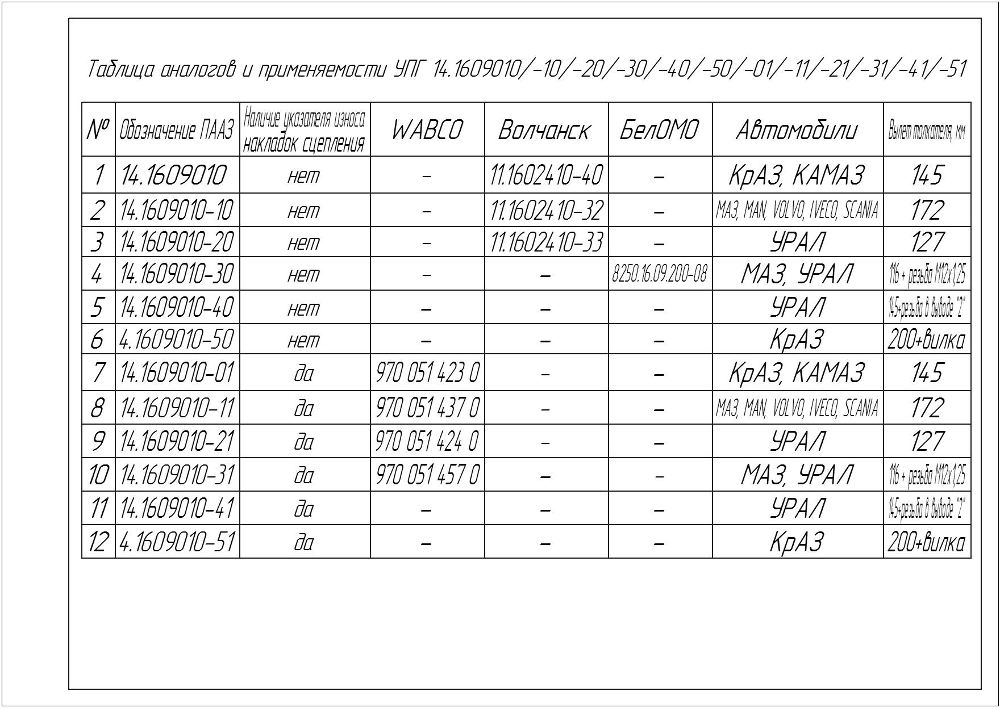 Таблица аналогов и применяемости УПГ 14.1609010/-10/-20/-30/-40/-50/-01/-11/-21/-31/-41/-51
№ Обозначение ПААЗ Наличие указателя износа накладок сцепления WABCO Волчанск БелОМО Автомобили Вылет толкателя, мм
1 14.1609010 нет - 11.1602410-40 - КрАЗ, КАМАЗ 145
2 14.1609010-10 нет - 11.1602410-32 - МАЗ, MAN, VOLVO, IVECO, SCANIA 172
3 14.1609010-20 нет - 11.1602410-33 - УРАЛ 127
4 14.1609010-30 нет - - 8250.16.09.200-08 МАЗ, УРАЛ 116 + резьба М12х1,25
5 14.1609010-40 нет - - - УРАЛ 145+резьба в выводе "2"
6 4.1609010-50 нет - - - КрАЗ 200+вилка
7 14.1609010-01 да 970 051 423 0 - - КрАЗ, КАМАЗ 145
8 14.1609010-11 да 970 051 437 0 - - МАЗ, MAN, VOLVO, IVECO, SCANIA 172
9 14.1609010-21 да 970 051 424 0 - - УРАЛ 127
10 14.1609010-31 да 970 051 457 0 - - МАЗ, УРАЛ 116 + резьба М12х1,25
11 14.1609010-41 да - - - УРАЛ 145+резьба в выводе "2"
12 4.1609010-51 да - - - КрАЗ 200+вилка